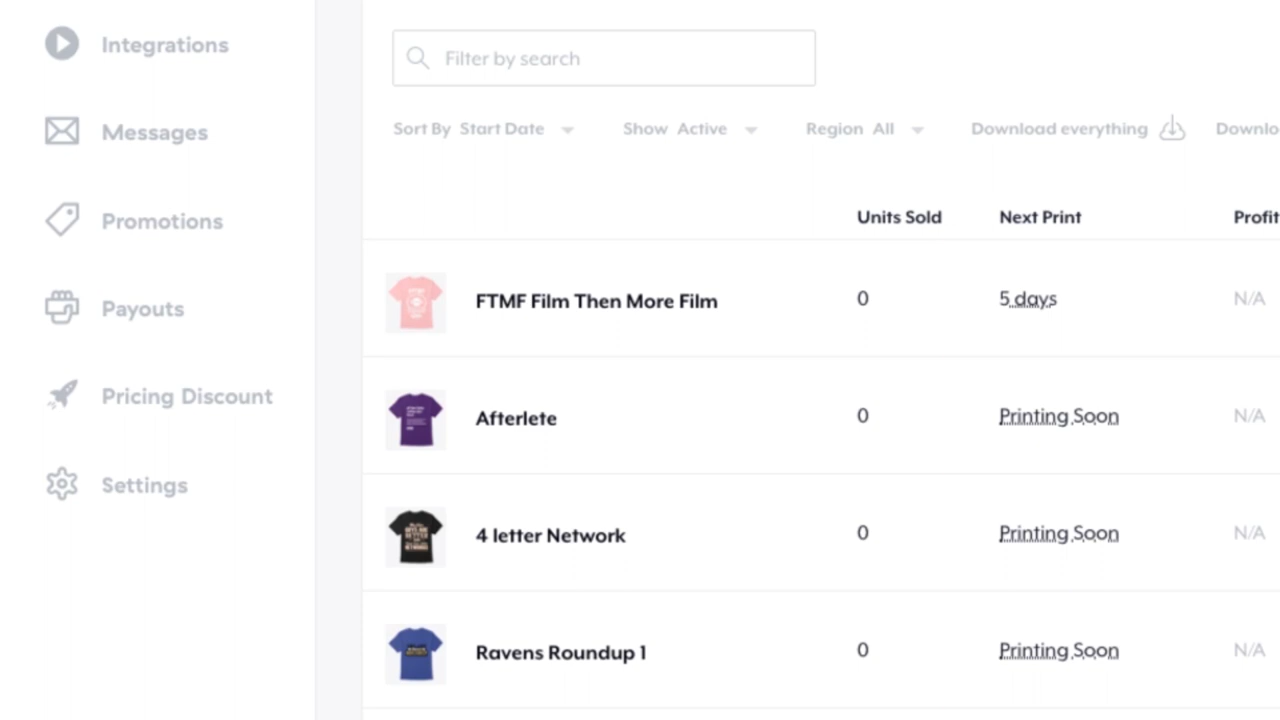 Integrations
Messages
Promotions
Payouts
Pricing Discount
Settings
Filter by search
Sort By Start Date Show Active Region All Download everything Downlo
Units Sold Next Print Profit
FTMF Film Then More Film 0 5 days N/A
Afterlete 0 Printing Soon N/A
4 letter Network 0 Printing Soon N/A
Ravens Roundup 1 0 Printing Soon N/A